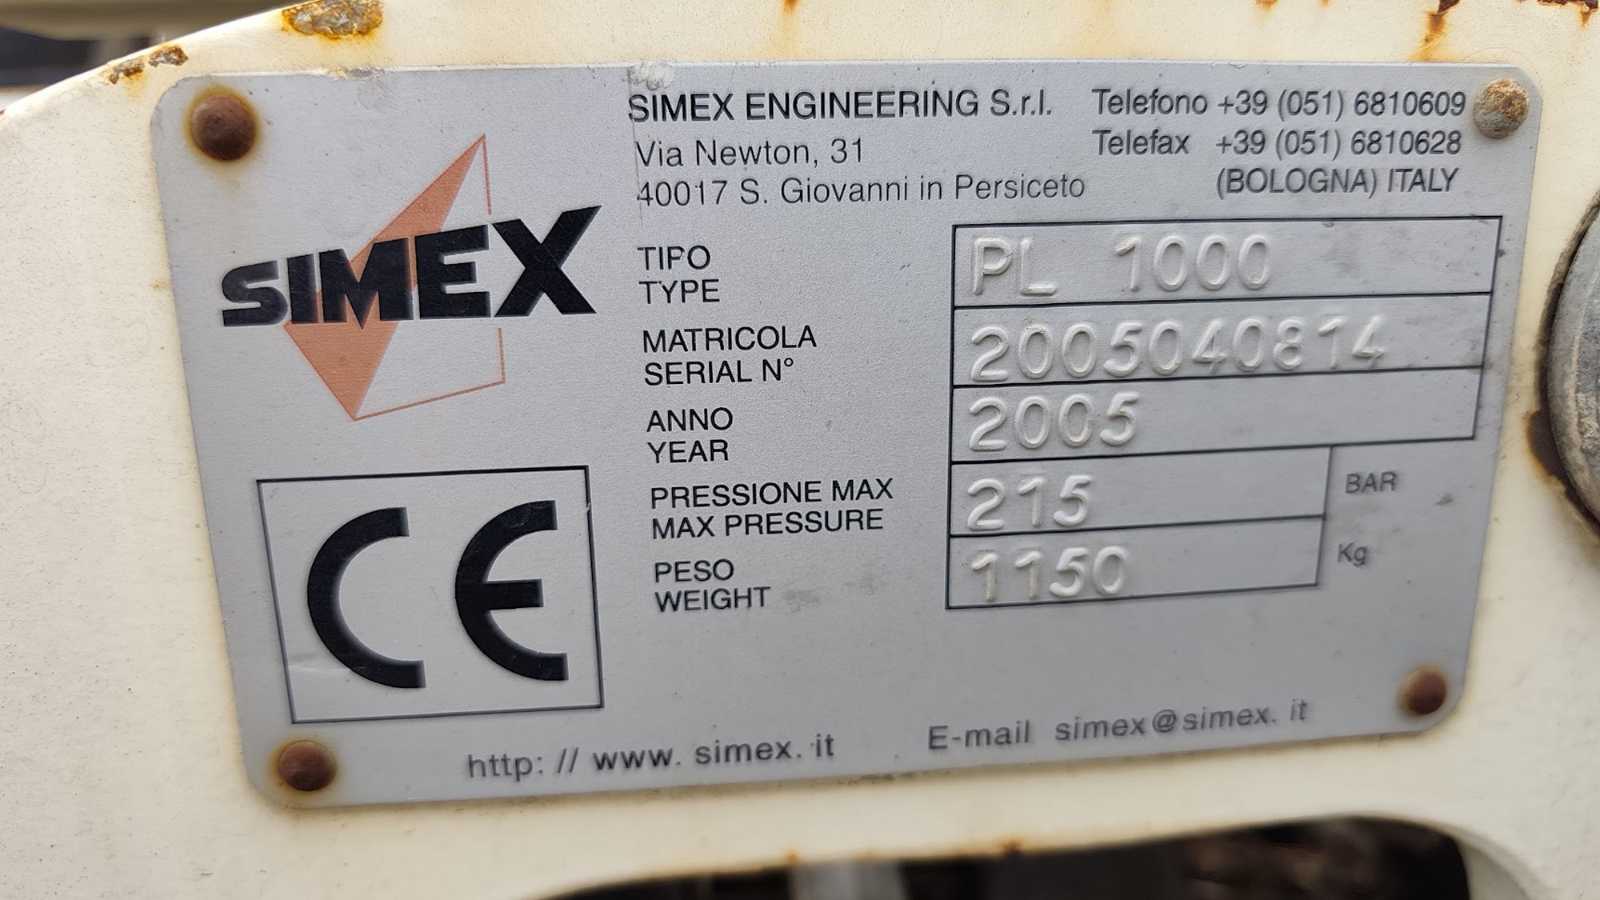 SIMEX ENGINEERING S.r.l. Telefono +39 (051) 6810609
Via Newton, 31 Telefax +39 (051) 6810628
40017 S. Giovanni in Persiceto (BOLOGNA) ITALY
SIMEX
TIPO
TYPE
PL 1000
MATRICOLA
SERIAL N°
2005040814
ANNO
YEAR
2005
PRESSIONE MAX
MAX PRESSURE
215 BAR
PESO
WEIGHT
1150 Kg
CE
http: // www. simex. it E-mail simex@simex. it